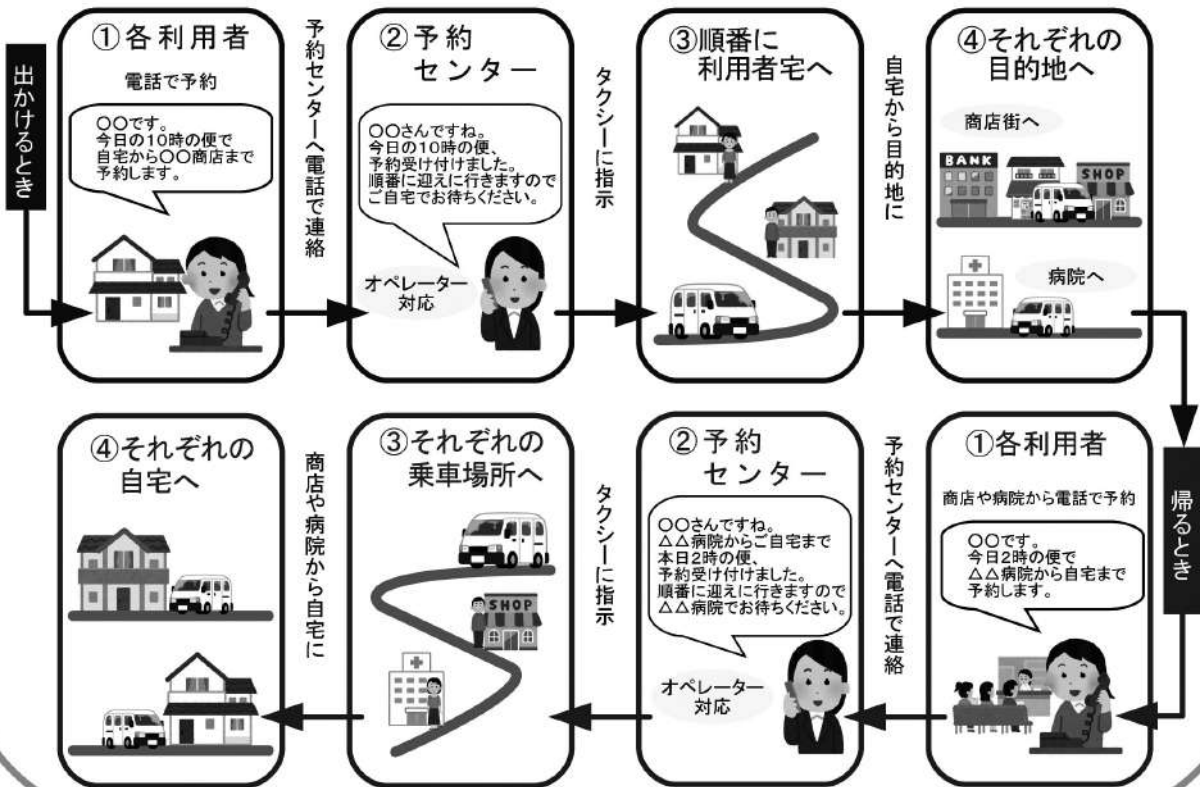 出かけるとき
①各利用者
電話で予約
〇〇です。
今日の10時の便で
自宅から〇〇商店まで
予約します。
予約センターへ電話で連絡
②予約
センター
〇〇さんですね。
今日の10時の便、
予約受け付けました。
順番に迎えに行きますので
ご自宅でお待ちください。
オペレーター
対応
タクシーに指示
③順番に
利用者宅へ
自宅から目的地に
④それぞれの
目的地へ
商店街へ
BANK
SHOP
病院へ
帰るとき
①各利用者
商店や病院から電話で予約
〇〇です。
今日2時の便で
△△病院から自宅まで
予約します。
予約センターへ電話で連絡
②予約
センター
〇〇さんですね。
△△病院からご自宅まで
本日2時の便、
予約受け付けました。
順番に迎えに行きますので
△△病院でお待ちください。
オペレーター
対応
タクシーに指示
③それぞれの
乗車場所へ
SHOP
商店や病院から自宅に
④それぞれの
自宅へ